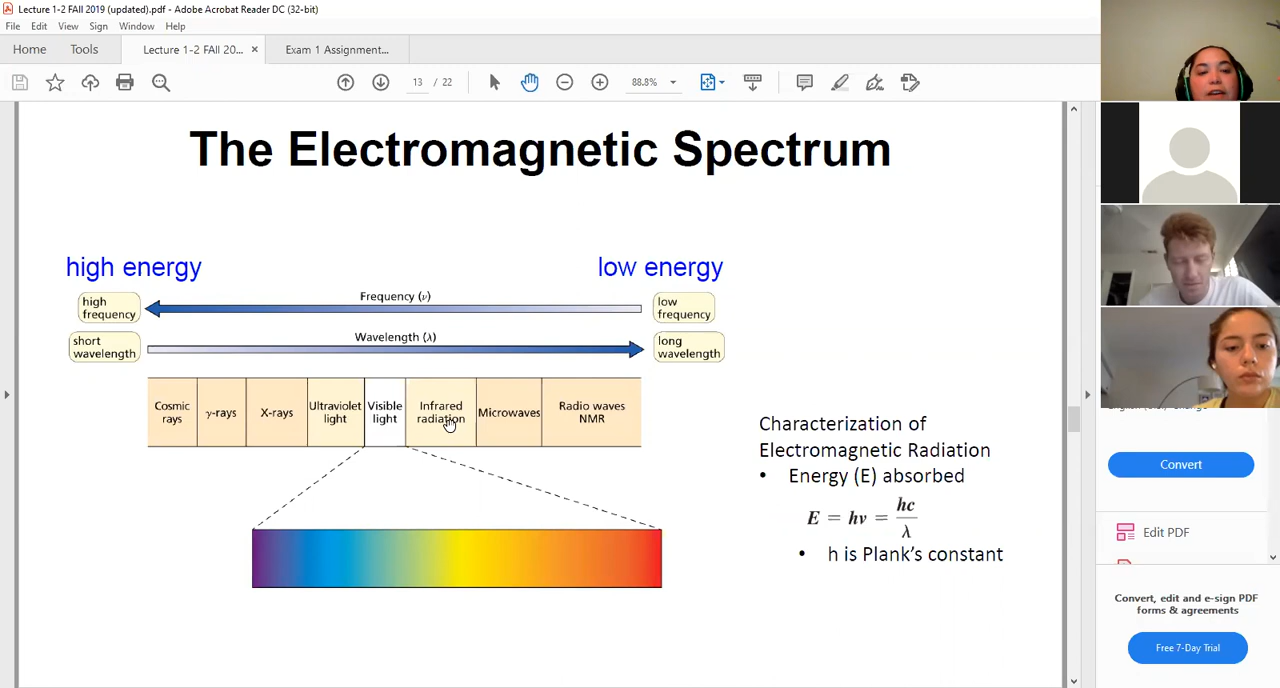 Lecture 1-2 FAll 2019 (updated).pdf - Adobe Acrobat Reader DC (32-bit)
File Edit View Sign Window Help
Home Tools Lecture 1-2 FAll 20... × Exam 1 Assignment...
13 / 22 88.8%
The Electromagnetic Spectrum
high energy low energy
high frequency
Frequency (ν)
low frequency
short wavelength
Wavelength (λ)
long wavelength
Cosmic rays
γ-rays
X-rays
Ultraviolet light
Visible light
Infrared radiation
Microwaves
Radio waves NMR
Characterization of
Electromagnetic Radiation
• Energy (E) absorbed
E = hν = hc/λ
• h is Plank's constant
Convert
Edit PDF
Convert, edit and e-sign PDF
forms & agreements
Free 7-Day Trial